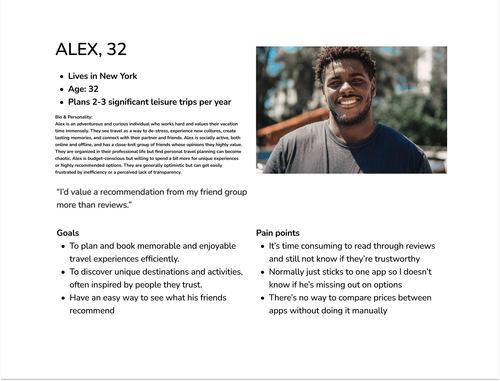 ALEX, 32
• Lives in New York
• Age: 32
• Plans 2-3 significant leisure trips per year
Bio & Personality:
Alex is an adventurous and curious individual who works hard and values their vacation
time immensely. They see travel as a way to de-stress, experience new cultures, create
lasting memories, and connect with their partner and friends. Alex is socially active, both
online and offline, and has a close-knit group of friends whose opinions they highly value.
They are organized in their professional life but find personal travel planning can become
chaotic. Alex is budget-conscious but willing to spend a bit more for unique experiences
or highly recommended options. They are generally optimistic but can get easily
frustrated by inefficiency or a perceived lack of transparency.
“I’d value a recommendation from my friend group
more than reviews.”
Goals
• To plan and book memorable and enjoyable
travel experiences efficiently.
• To discover unique destinations and activities,
often inspired by people they trust.
• Have an easy way to see what his friends
recommend
Pain points
• It’s time consuming to read through reviews
and still not know if they’re trustworthy
• Normally just sticks to one app so I doesn’t
know if he’s missing out on options
• There’s no way to compare prices between
apps without doing it manually